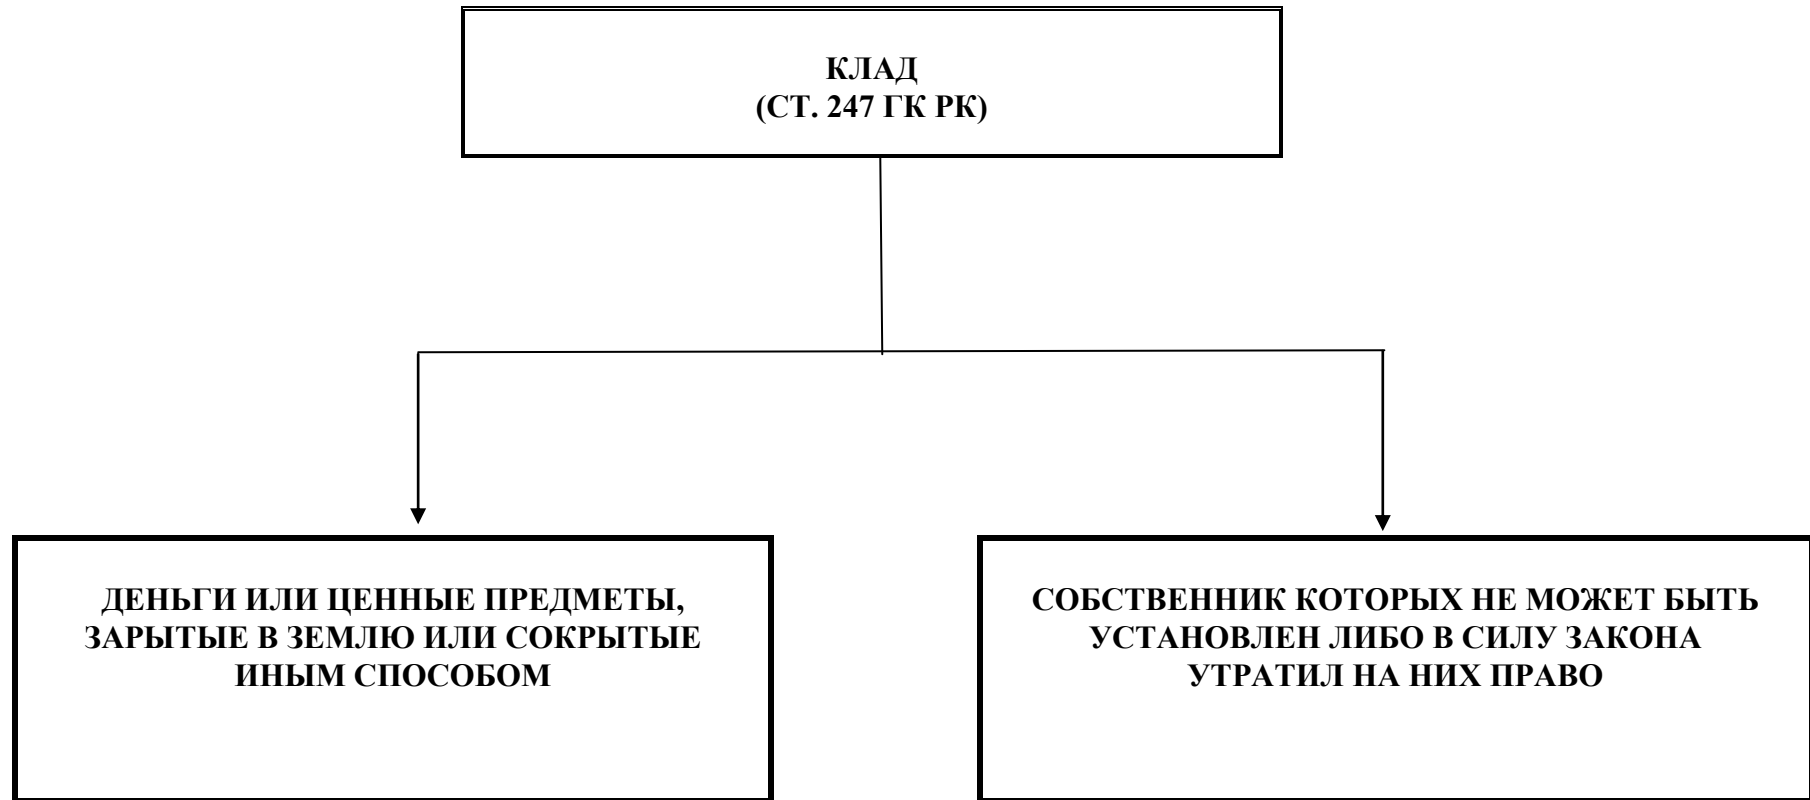 КЛАД
(СТ. 247 ГК РК)
ДЕНЬГИ ИЛИ ЦЕННЫЕ ПРЕДМЕТЫ,
ЗАРЫТЫЕ В ЗЕМЛЮ ИЛИ СОКРЫТЫЕ
ИНЫМ СПОСОБОМ
СОБСТВЕННИК КОТОРЫХ НЕ МОЖЕТ БЫТЬ
УСТАНОВЛЕН ЛИБО В СИЛУ ЗАКОНА
УТРАТИЛ НА НИХ ПРАВО